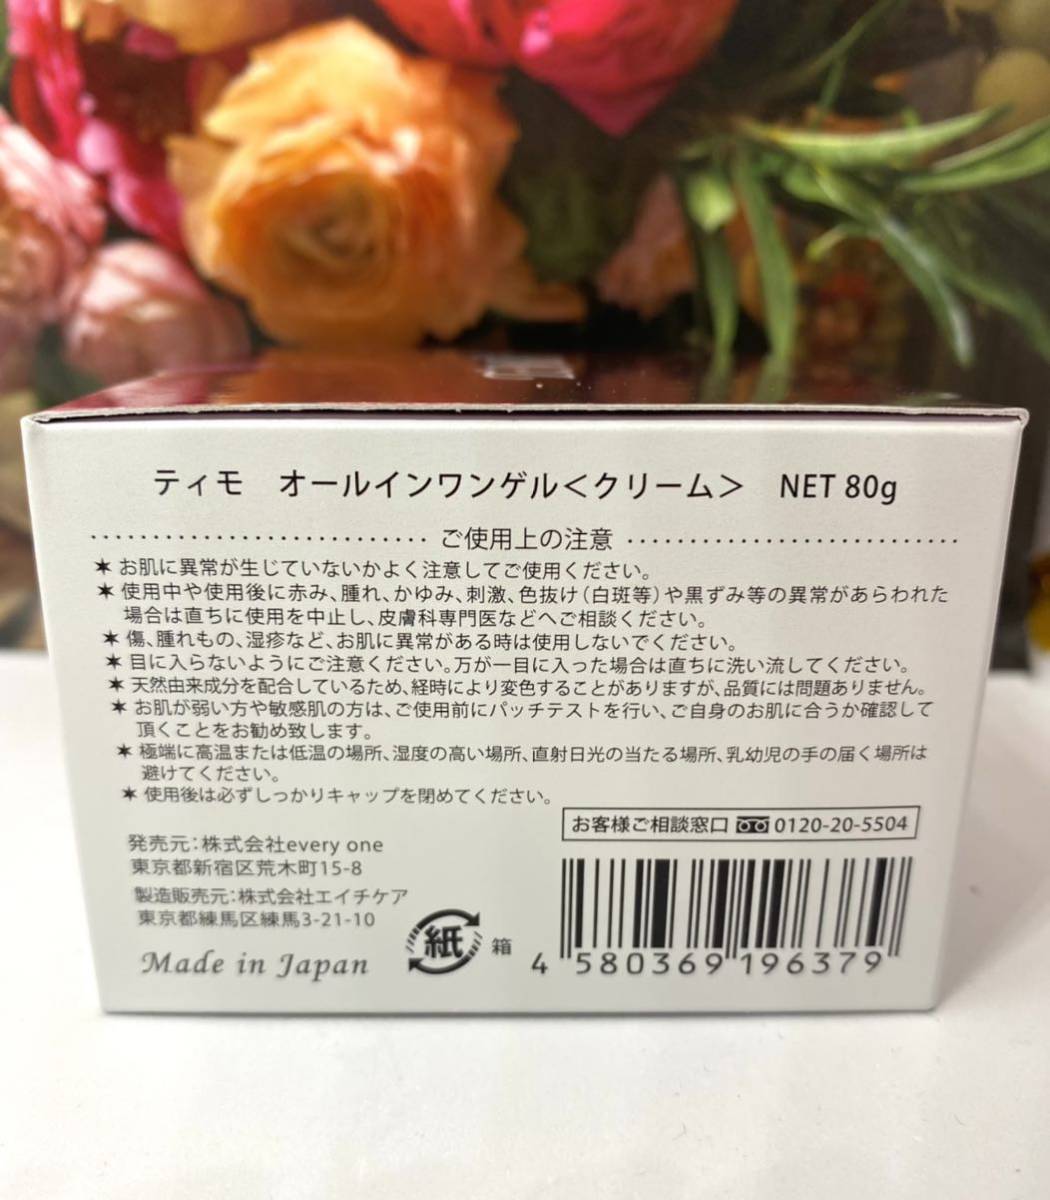 ティモ オールインワンゲル＜クリーム＞ NET 80g
ご使用上の注意
＊お肌に異常が生じていないかよく注意してご使用ください。
＊使用中や使用後に赤み、腫れ、かゆみ、刺激、色抜け（白斑等）や黒ずみ等の異常があらわれた
場合は直ちに使用を中止し、皮膚科専門医などへご相談ください。
＊傷、腫れもの、湿疹など、お肌に異常がある時は使用しないでください。
＊目に入らないようにご注意ください。万が一目に入った場合は直ちに洗い流してください。
＊天然由来成分を配合しているため、経時により変色することがありますが、品質には問題ありません。
＊お肌が弱い方や敏感肌の方は、ご使用前にパッチテストを行い、ご自身のお肌に合うか確認して
頂くことをお勧め致します。
＊極端に高温または低温の場所、湿度の高い場所、直射日光の当たる場所、乳幼児の手の届く場所は
避けてください。
＊使用後は必ずしっかりキャップを閉めてください。
お客様ご相談窓口 0120-20-5504
発売元：株式会社every one
東京都新宿区荒木町15-8
製造販売元：株式会社エイチケア
東京都練馬区練馬3-21-10
Made in Japan
紙 箱
4 580369 196379